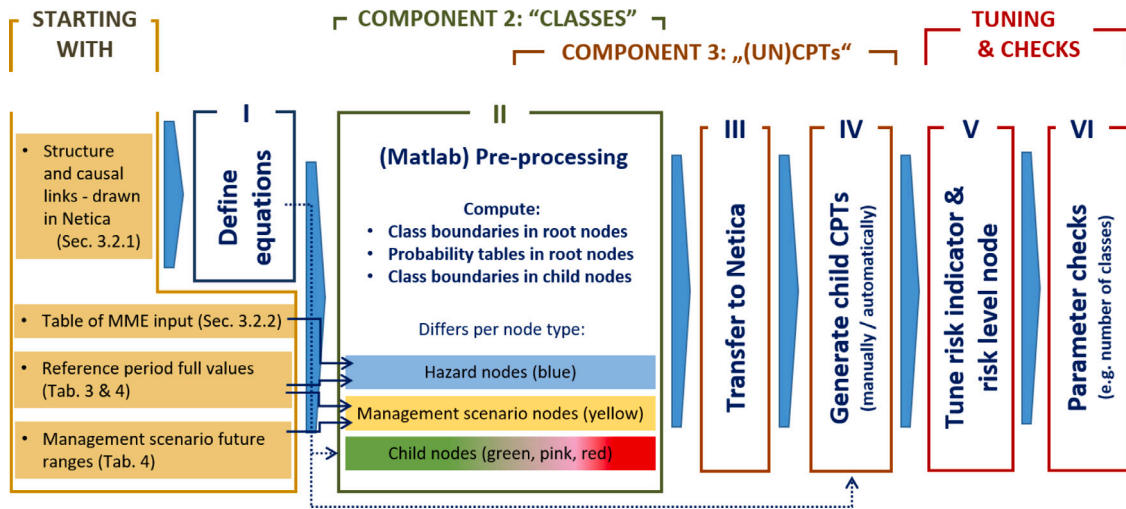 STARTING
WITH
COMPONENT 2: “CLASSES”
COMPONENT 3: „(UN)CPTs“
TUNING
& CHECKS
• Structure
and causal
links - drawn
in Netica
(Sec. 3.2.1)
• Table of MME input (Sec. 3.2.2)
• Reference period full values
(Tab. 3 & 4)
• Management scenario future
ranges (Tab. 4)
I
Define
equations
II
(Matlab) Pre-processing
Compute:
• Class boundaries in root nodes
• Probability tables in root nodes
• Class boundaries in child nodes
Differs per node type:
Hazard nodes (blue)
Management scenario nodes (yellow)
Child nodes (green, pink, red)
III
Transfer to Netica
IV
Generate child CPTs
(manually / automatically)
V
Tune risk indicator &
risk level node
VI
Parameter checks
(e.g. number of classes)